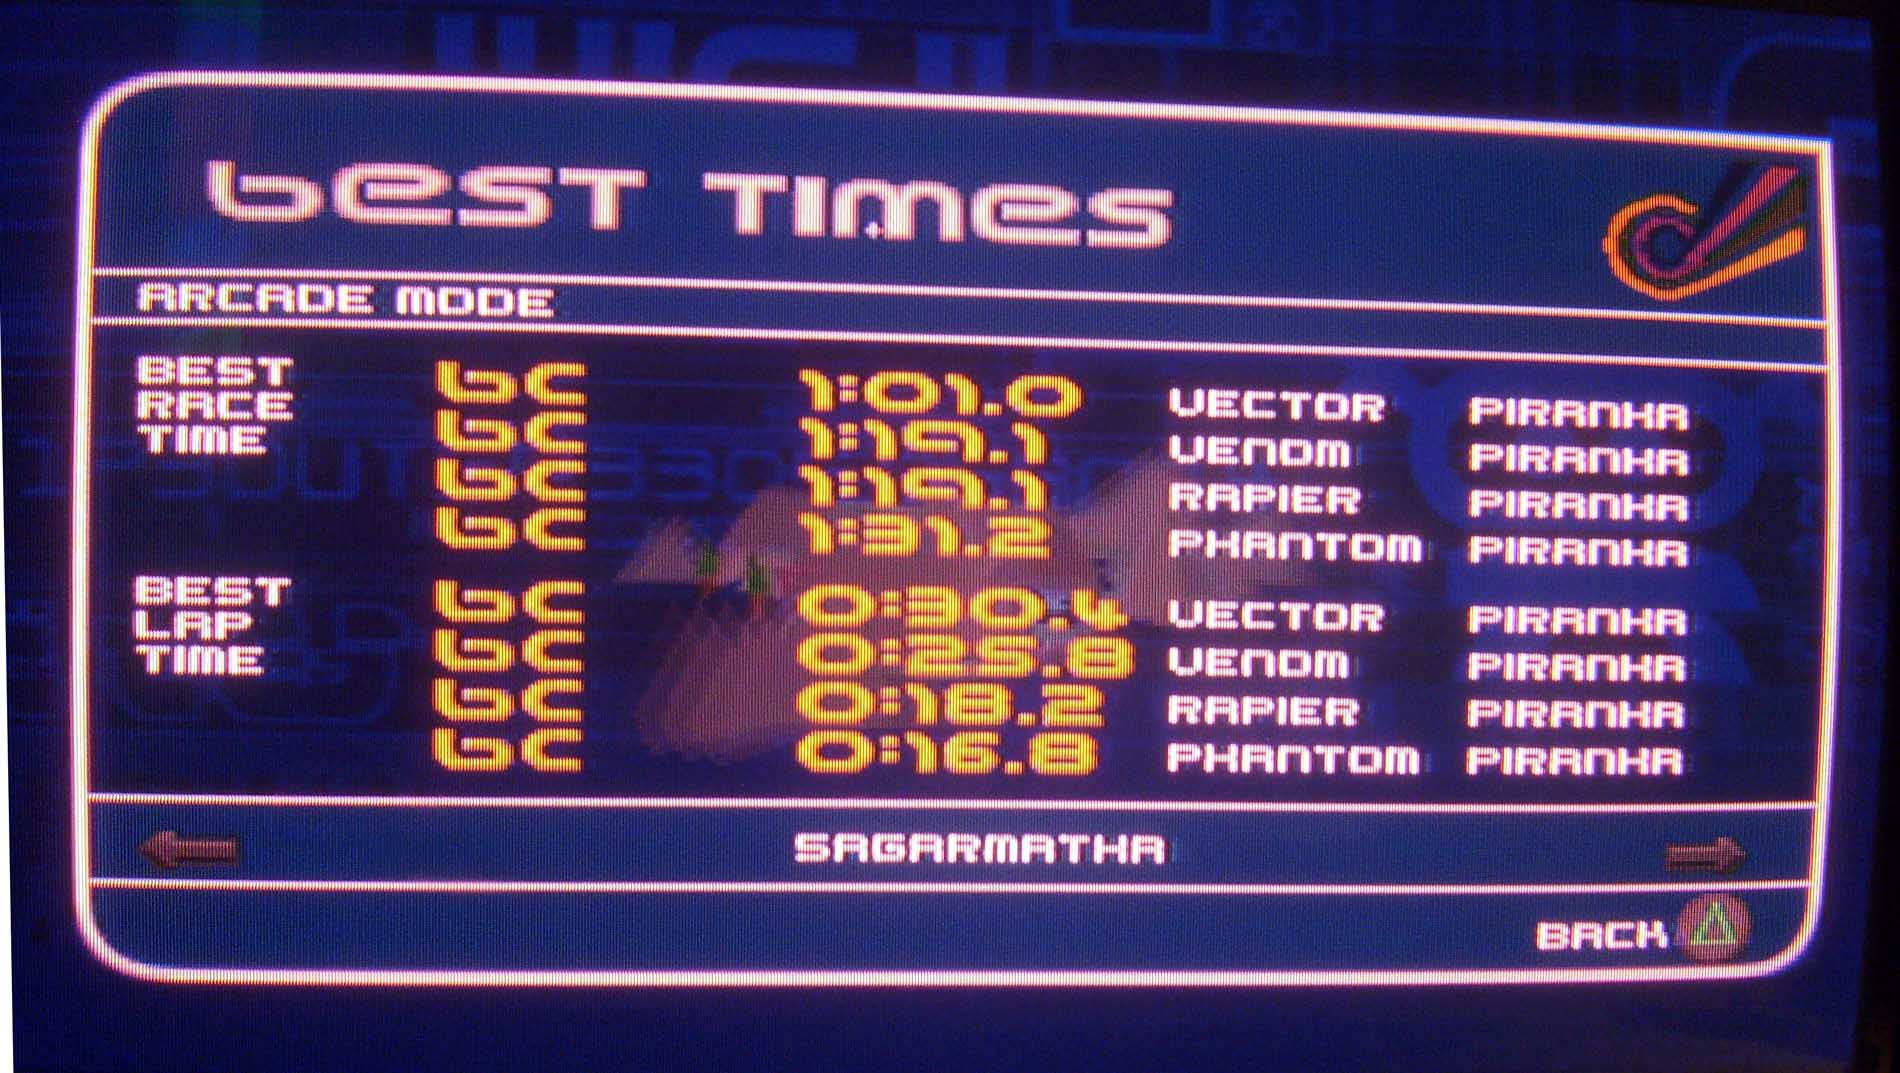 best times
ARCADE MODE
BEST RACE TIME
bc 1:01.0 VECTOR PIRANHA
bc 1:19.1 VENOM PIRANHA
bc 1:19.1 RAPIER PIRANHA
bc 1:31.2 PHANTOM PIRANHA
BEST LAP TIME
bc 0:30.4 VECTOR PIRANHA
bc 0:25.8 VENOM PIRANHA
bc 0:18.2 RAPIER PIRANHA
bc 0:16.8 PHANTOM PIRANHA
SAGARMATHA
BACK